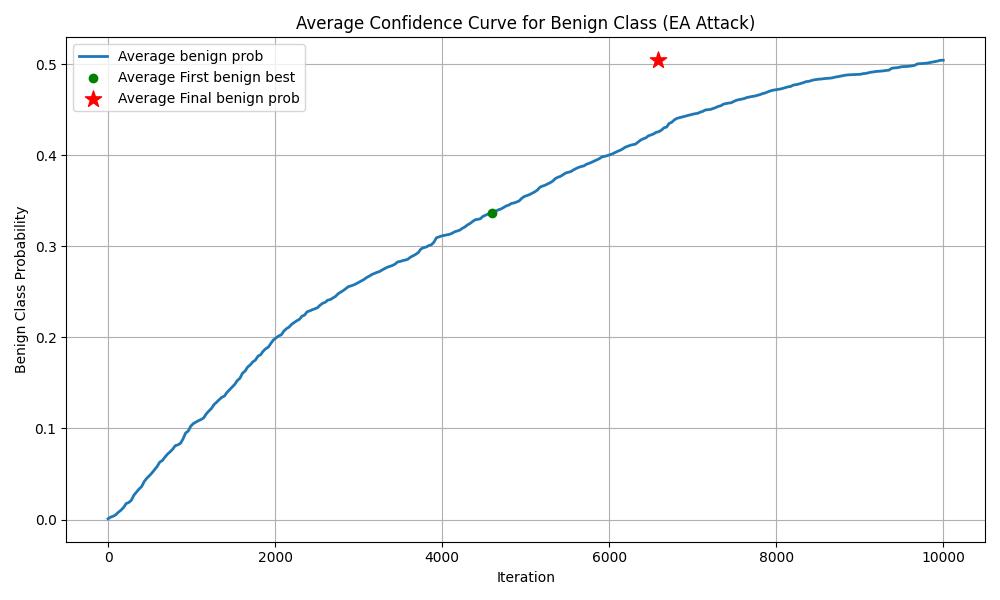 Average Confidence Curve for Benign Class (EA Attack)
Average benign prob
Average First benign best
Average Final benign prob
Benign Class Probability
0.5
0.4
0.3
0.2
0.1
0.0
0 2000 4000 6000 8000 10000
Iteration